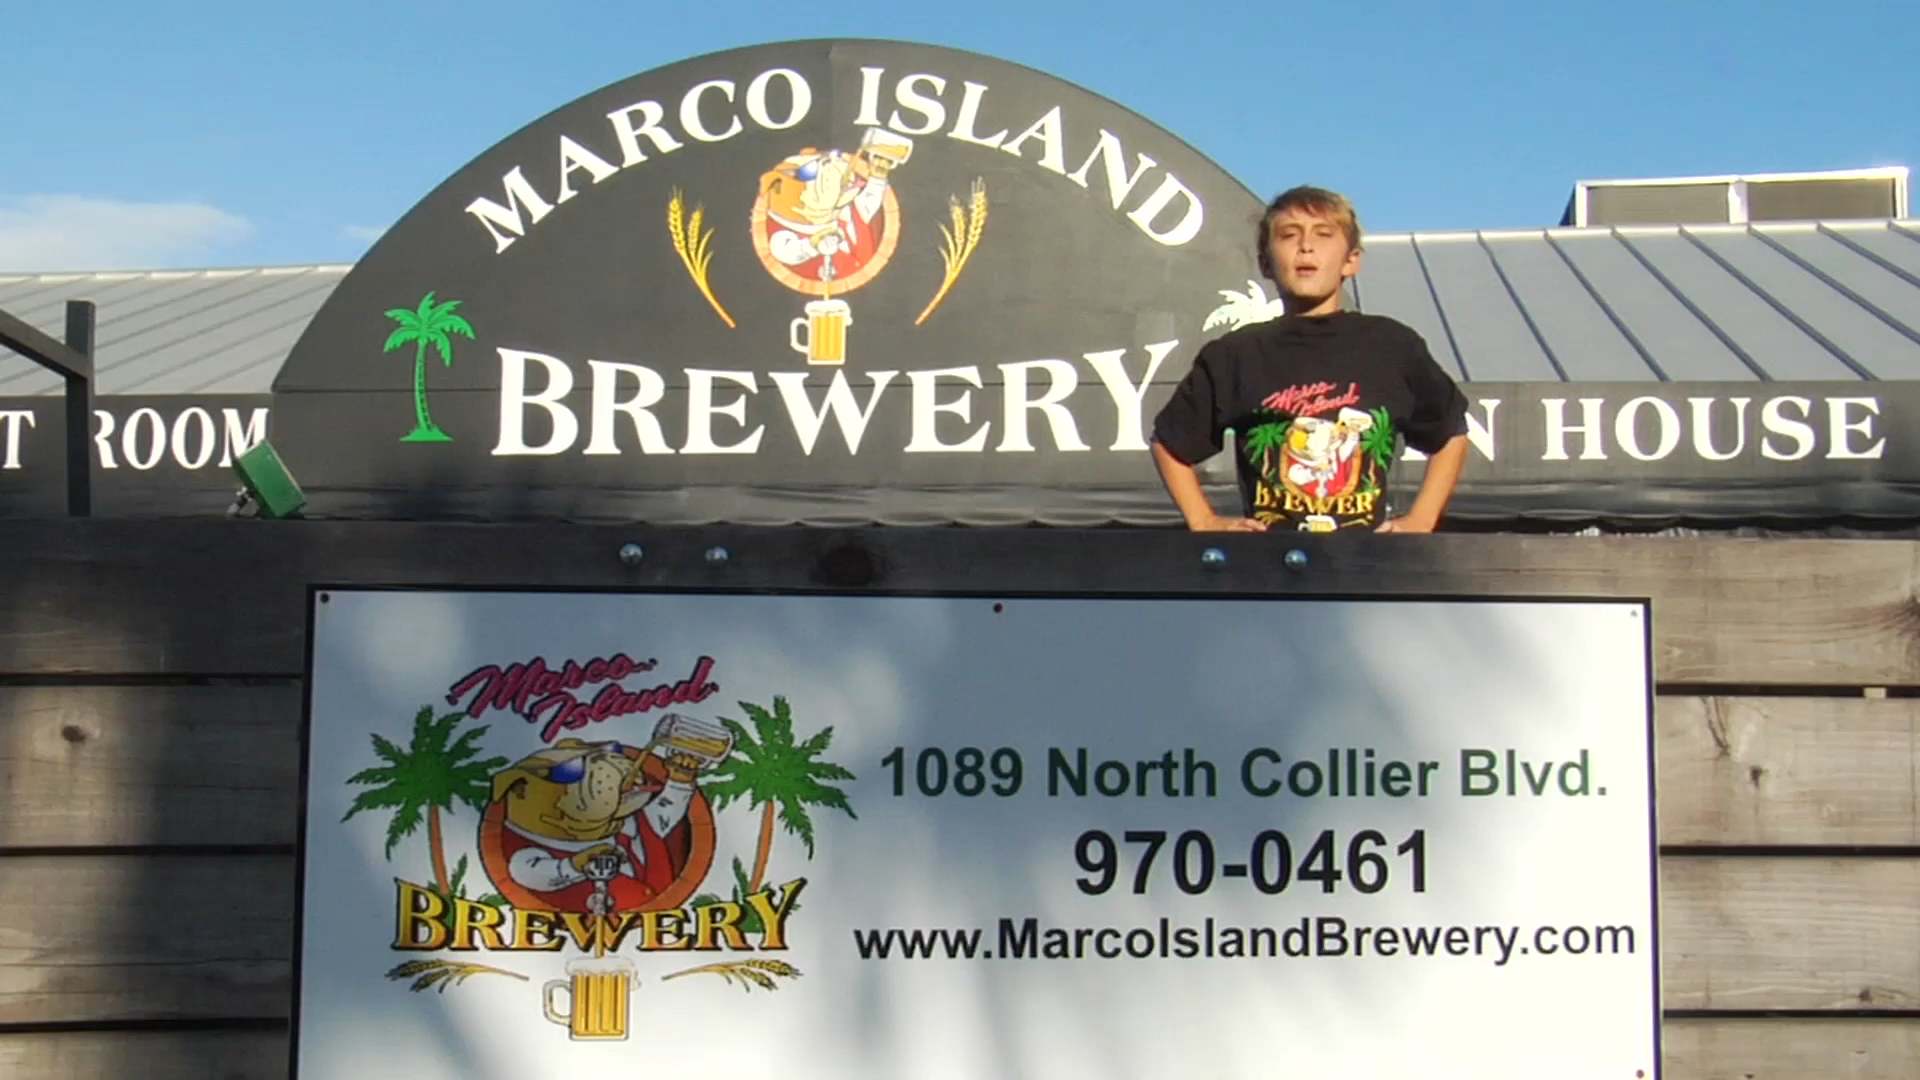 MARCO ISLAND
BREWERY
T ROOM
N HOUSE
Marco
Island
BREWERY
Marco
Island
BREWERY
1089 North Collier Blvd.
970-0461
www.MarcoIslandBrewery.com